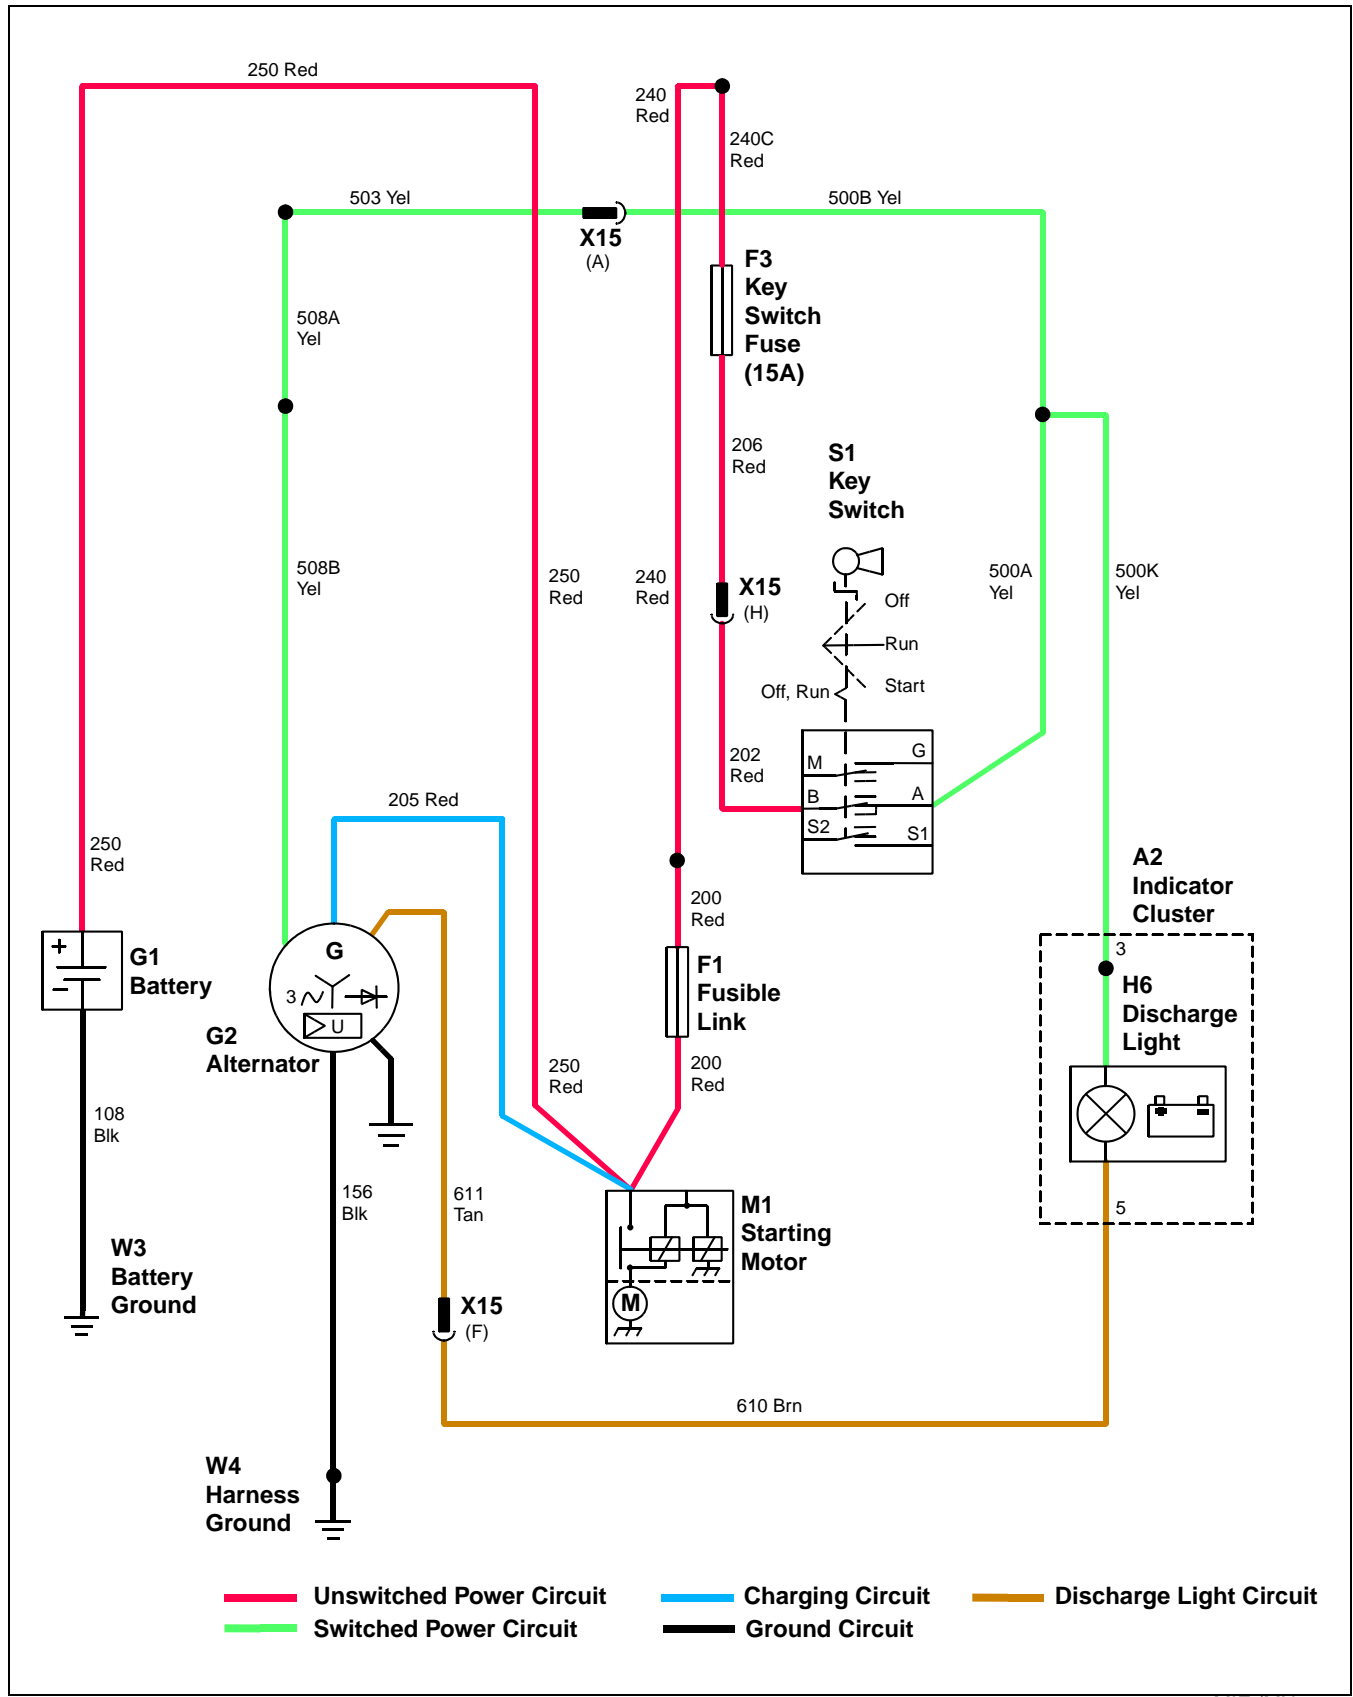 250 Red
240
Red
240C
Red
503 Yel
500B Yel
X15
(A)
F3
Key
Switch
Fuse
(15A)
508A
Yel
206
Red
S1
Key
Switch
508B
Yel
250
Red
240
Red
X15
(H)
500A
Yel
500K
Yel
Off
Run
Start
Off, Run
202
Red
M
G
B
A
S2
S1
205 Red
250
Red
A2
Indicator
Cluster
200
Red
G
3
U
+
−
G1
Battery
F1
Fusible
Link
3
H6
Discharge
Light
G2
Alternator
250
Red
200
Red
108
Blk
156
Blk
611
Tan
M1
Starting
Motor
M
5
W3
Battery
Ground
X15
(F)
610 Brn
W4
Harness
Ground
Unswitched Power Circuit
Charging Circuit
Discharge Light Circuit
Switched Power Circuit
Ground Circuit